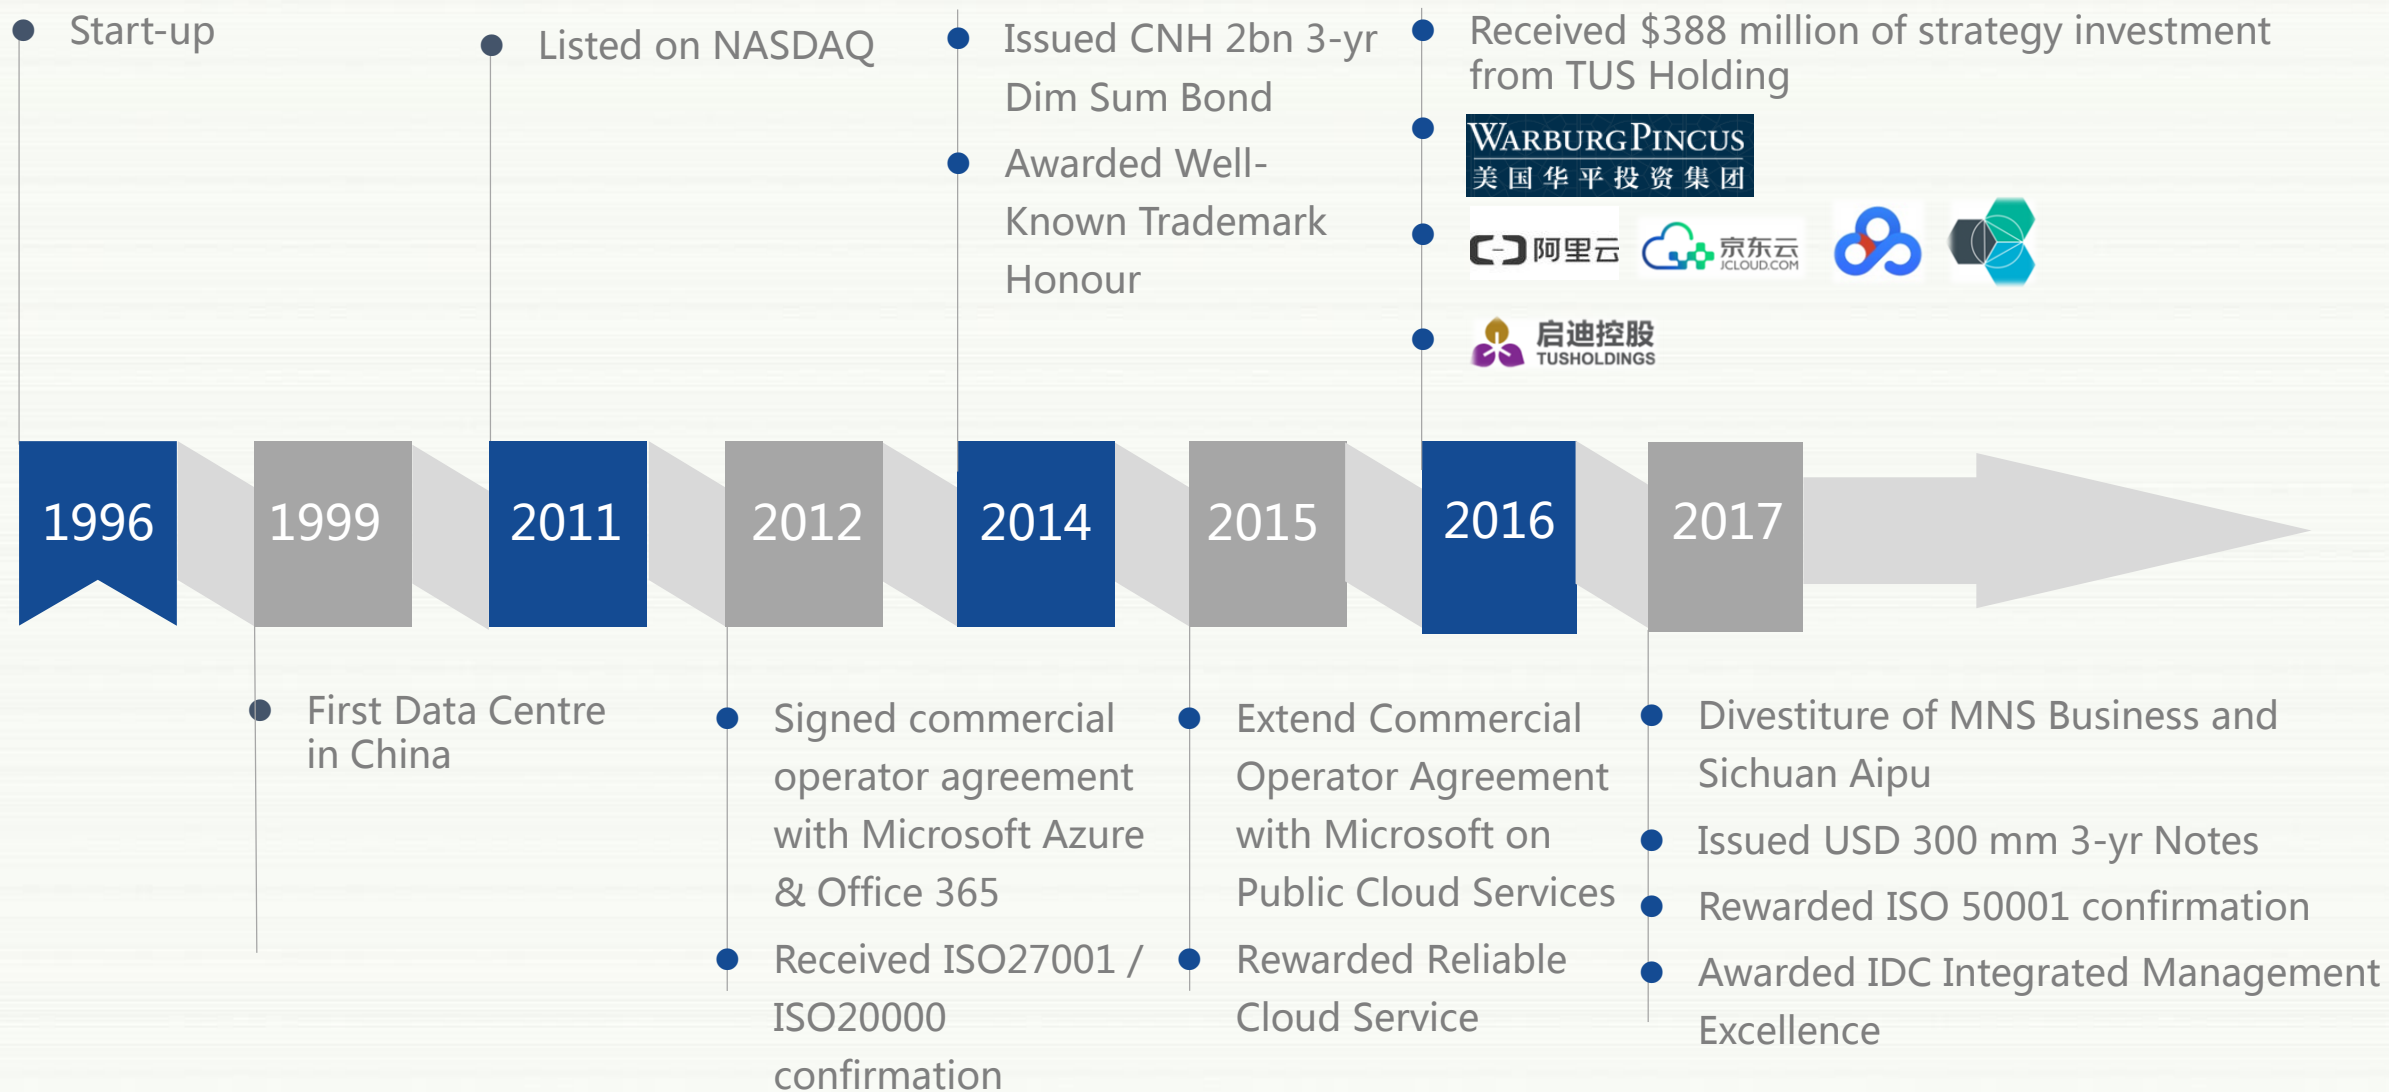 Start-up
Listed on NASDAQ
Issued CNH 2bn 3-yr
Dim Sum Bond
Awarded Well-
Known Trademark
Honour
Received $388 million of strategy investment
from TUS Holding
WARBURG PINCUS
美国华平投资集团
阿里云
京东云
JCLOUD.COM
启迪控股
TUSHOLDINGS
1996
1999
2011
2012
2014
2015
2016
2017
First Data Centre
in China
Signed commercial
operator agreement
with Microsoft Azure
& Office 365
Received ISO27001 /
ISO20000
confirmation
Extend Commercial
Operator Agreement
with Microsoft on
Public Cloud Services
Rewarded Reliable
Cloud Service
Divestiture of MNS Business and
Sichuan Aipu
Issued USD 300 mm 3-yr Notes
Rewarded ISO 50001 confirmation
Awarded IDC Integrated Management
Excellence